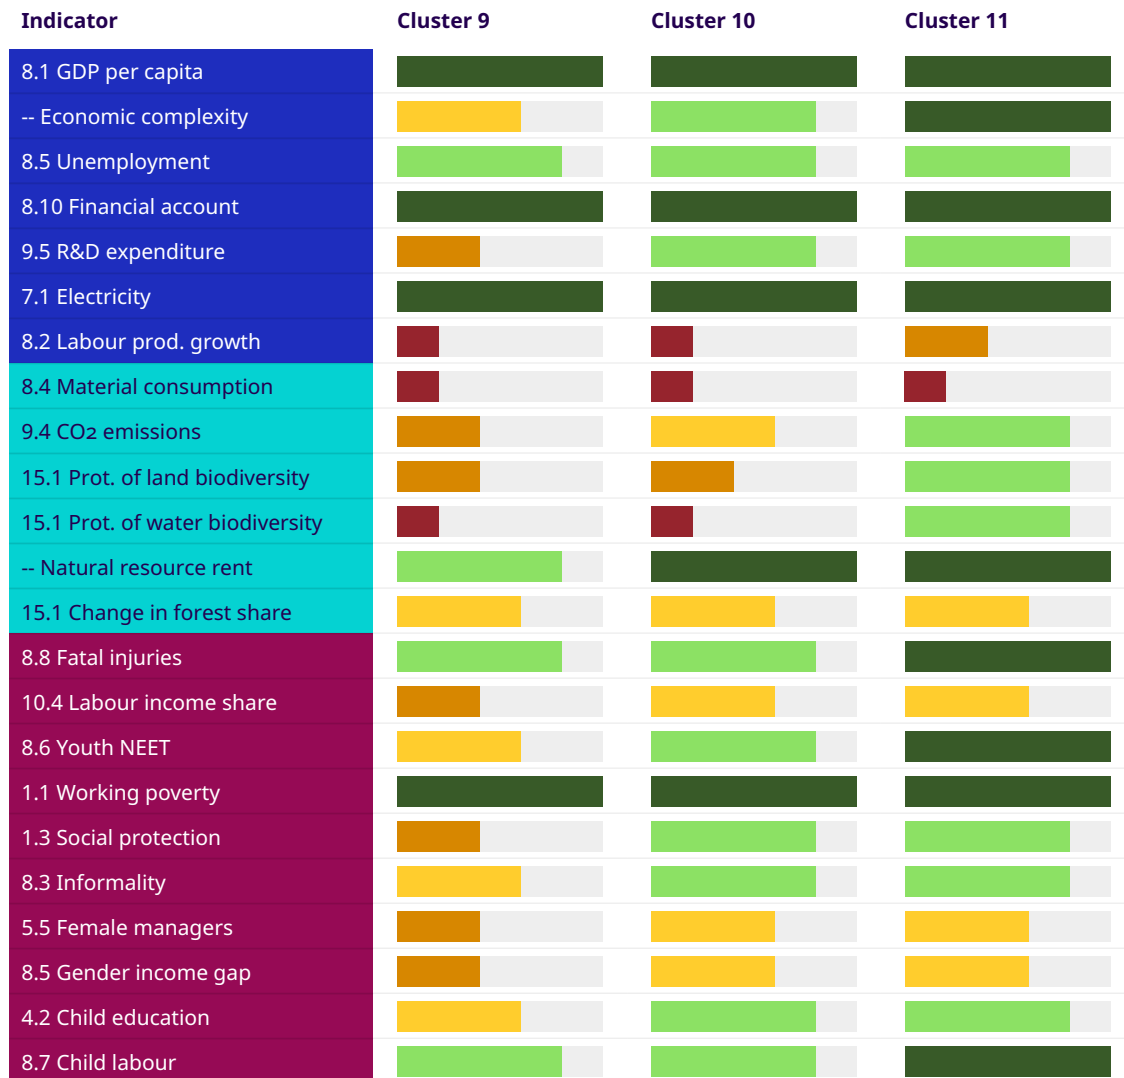 Indicator Cluster 9 Cluster 10 Cluster 11
8.1 GDP per capita
-- Economic complexity
8.5 Unemployment
8.10 Financial account
9.5 R&D expenditure
7.1 Electricity
8.2 Labour prod. growth
8.4 Material consumption
9.4 CO2 emissions
15.1 Prot. of land biodiversity
15.1 Prot. of water biodiversity
-- Natural resource rent
15.1 Change in forest share
8.8 Fatal injuries
10.4 Labour income share
8.6 Youth NEET
1.1 Working poverty
1.3 Social protection
8.3 Informality
5.5 Female managers
8.5 Gender income gap
4.2 Child education
8.7 Child labour